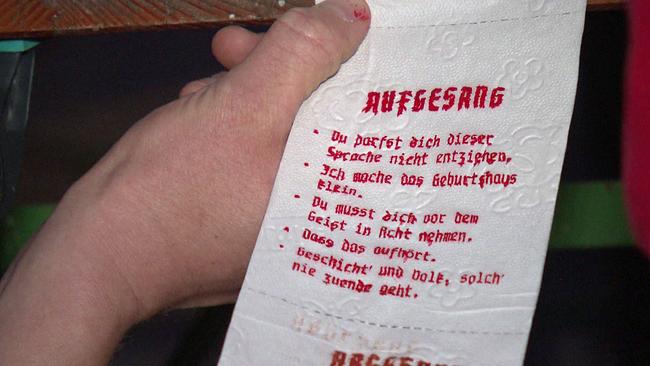 AUFGESANG
• Du darfst dich dieser
Sprache nicht entziehen.
• Ich mache das Geburtshaus
klein.
• Du musst dich vor dem
Geist in Acht nehmen.
• Dass das aufhört.
• Geschicht' und Volk, solch'
nie zuende geht.
ABGESANG